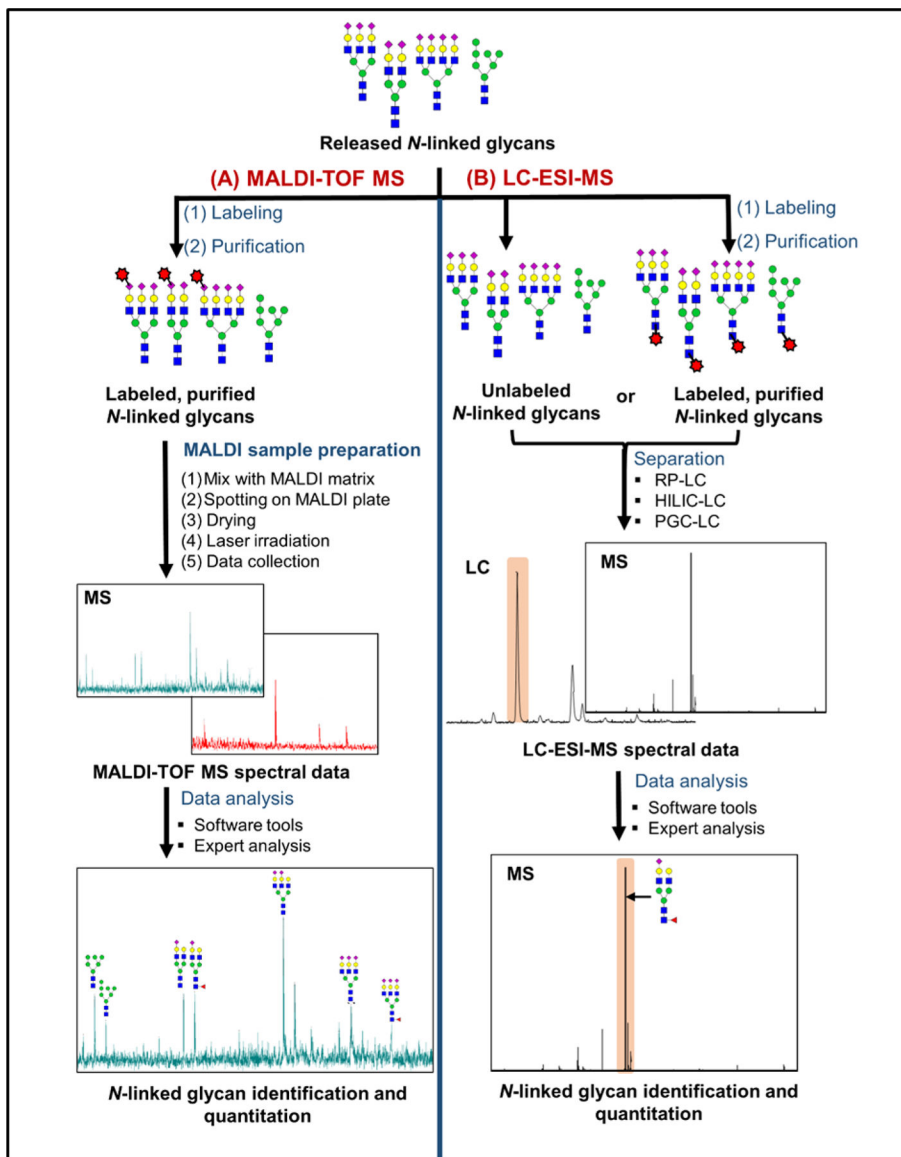 Released N-linked glycans
(A) MALDI-TOF MS
(1) Labeling
(2) Purification
Labeled, purified
N-linked glycans
MALDI sample preparation
(1) Mix with MALDI matrix
(2) Spotting on MALDI plate
(3) Drying
(4) Laser irradiation
(5) Data collection
MS
MALDI-TOF MS spectral data
Data analysis
▪ Software tools
▪ Expert analysis
N-linked glycan identification and
quantitation
(B) LC-ESI-MS
(1) Labeling
(2) Purification
Unlabeled
N-linked glycans
or
Labeled, purified
N-linked glycans
Separation
▪ RP-LC
▪ HILIC-LC
▪ PGC-LC
LC
MS
LC-ESI-MS spectral data
Data analysis
▪ Software tools
▪ Expert analysis
MS
N-linked glycan identification and
quantitation